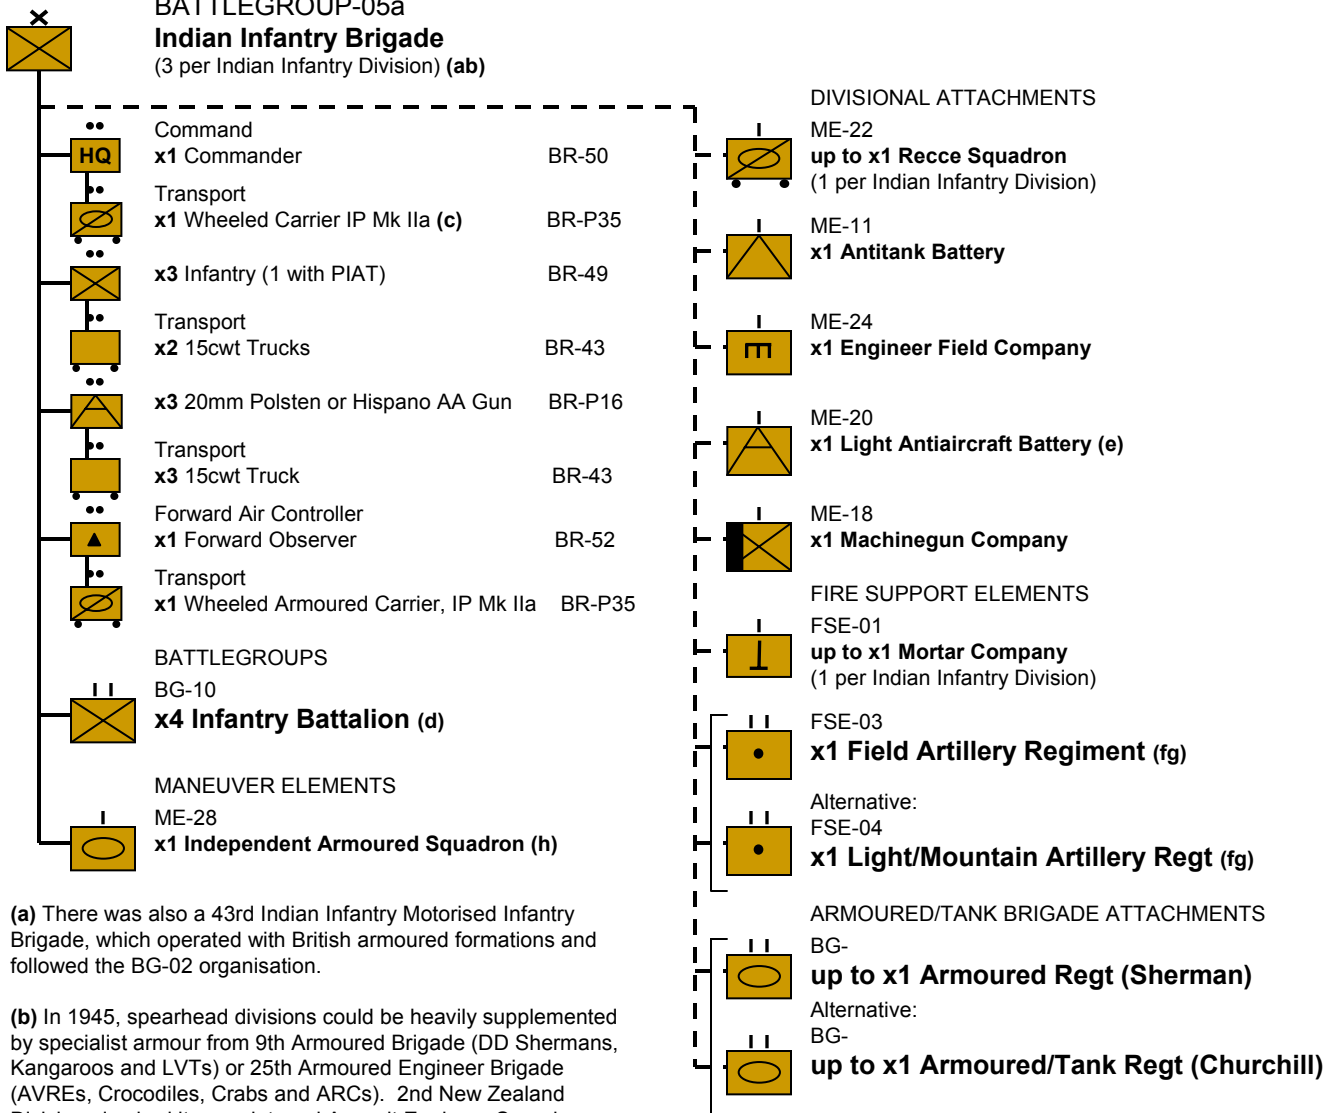 BATTLEGROUP-05a
Indian Infantry Brigade
(3 per Indian Infantry Division) (ab)
Command
HQ
x1 Commander BR-50
Transport
x1 Wheeled Carrier IP Mk IIa (c) BR-P35
x3 Infantry (1 with PIAT) BR-49
Transport
x2 15cwt Trucks BR-43
x3 20mm Polsten or Hispano AA Gun BR-P16
Transport
x3 15cwt Truck BR-43
Forward Air Controller
x1 Forward Observer BR-52
Transport
x1 Wheeled Armoured Carrier, IP Mk IIa BR-P35
BATTLEGROUPS
BG-10
x4 Infantry Battalion (d)
MANEUVER ELEMENTS
ME-28
x1 Independent Armoured Squadron (h)
(a) There was also a 43rd Indian Infantry Motorised Infantry
Brigade, which operated with British armoured formations and
followed the BG-02 organisation.
(b) In 1945, spearhead divisions could be heavily supplemented
by specialist armour from 9th Armoured Brigade (DD Shermans,
Kangaroos and LVTs) or 25th Armoured Engineer Brigade
(AVREs, Crocodiles, Crabs and ARCs). 2nd New Zealand
DIVISIONAL ATTACHMENTS
ME-22
up to x1 Recce Squadron
(1 per Indian Infantry Division)
ME-11
x1 Antitank Battery
ME-24
x1 Engineer Field Company
ME-20
x1 Light Antiaircraft Battery (e)
ME-18
x1 Machinegun Company
FIRE SUPPORT ELEMENTS
FSE-01
up to x1 Mortar Company
(1 per Indian Infantry Division)
FSE-03
x1 Field Artillery Regiment (fg)
Alternative:
FSE-04
x1 Light/Mountain Artillery Regt (fg)
ARMOURED/TANK BRIGADE ATTACHMENTS
BG-
up to x1 Armoured Regt (Sherman)
Alternative:
BG-
up to x1 Armoured/Tank Regt (Churchill)